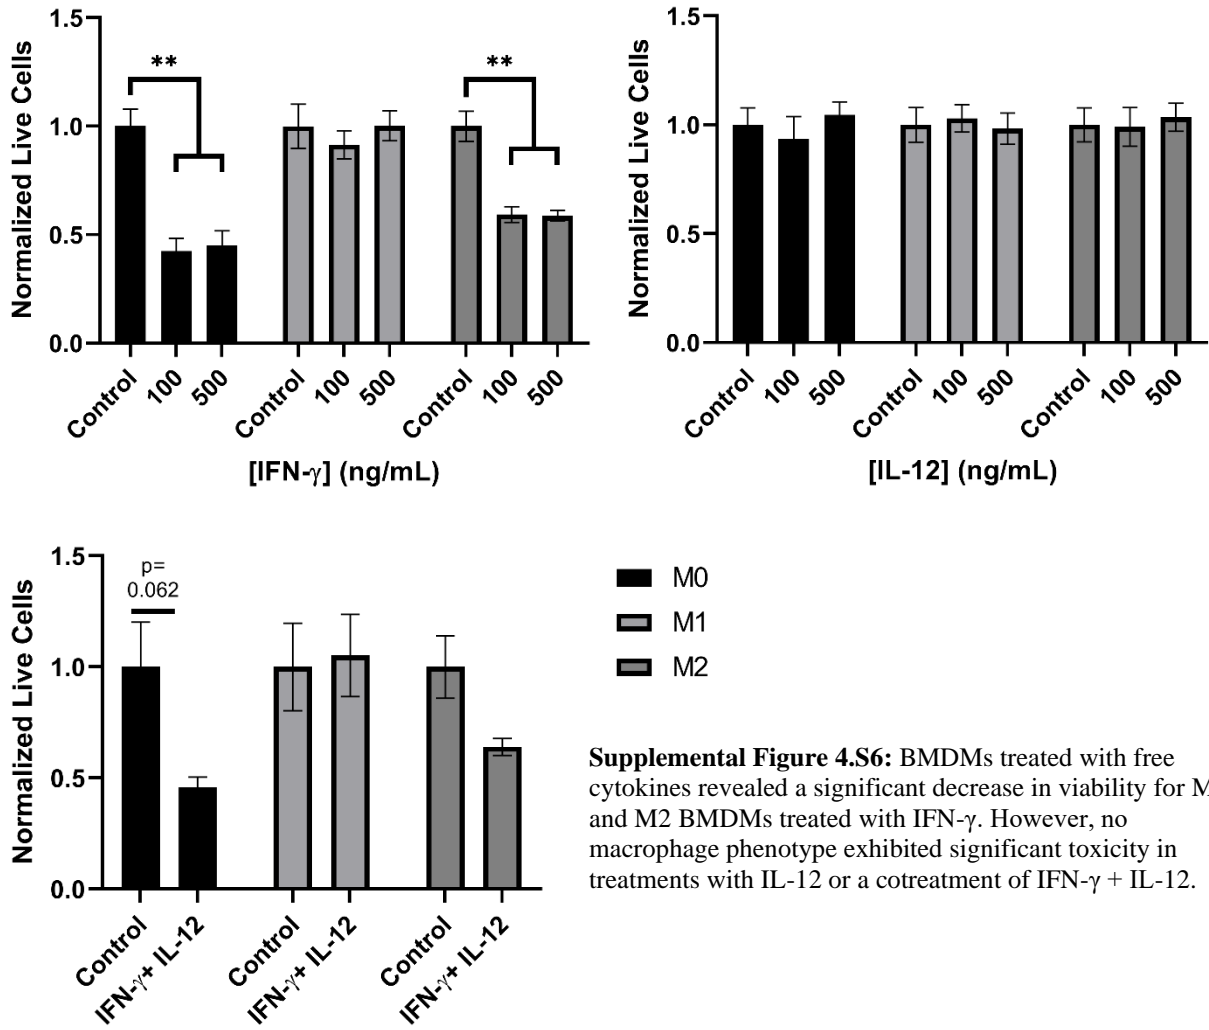 1.5
1.0
0.5
0.0
Normalized Live Cells
**
**
Control
100
500
Control
100
500
Control
100
500
[IFN-γ] (ng/mL)
1.5
1.0
0.5
0.0
Normalized Live Cells
Control
100
500
Control
100
500
Control
100
500
[IL-12] (ng/mL)
1.5
1.0
0.5
0.0
Normalized Live Cells
p=
0.062
Control
IFN-γ+ IL-12
Control
IFN-γ+ IL-12
Control
IFN-γ+ IL-12
M0
M1
M2
Supplemental Figure 4.S6: BMDMs treated with free
cytokines revealed a significant decrease in viability for M
and M2 BMDMs treated with IFN-γ. However, no
macrophage phenotype exhibited significant toxicity in
treatments with IL-12 or a cotreatment of IFN-γ + IL-12.